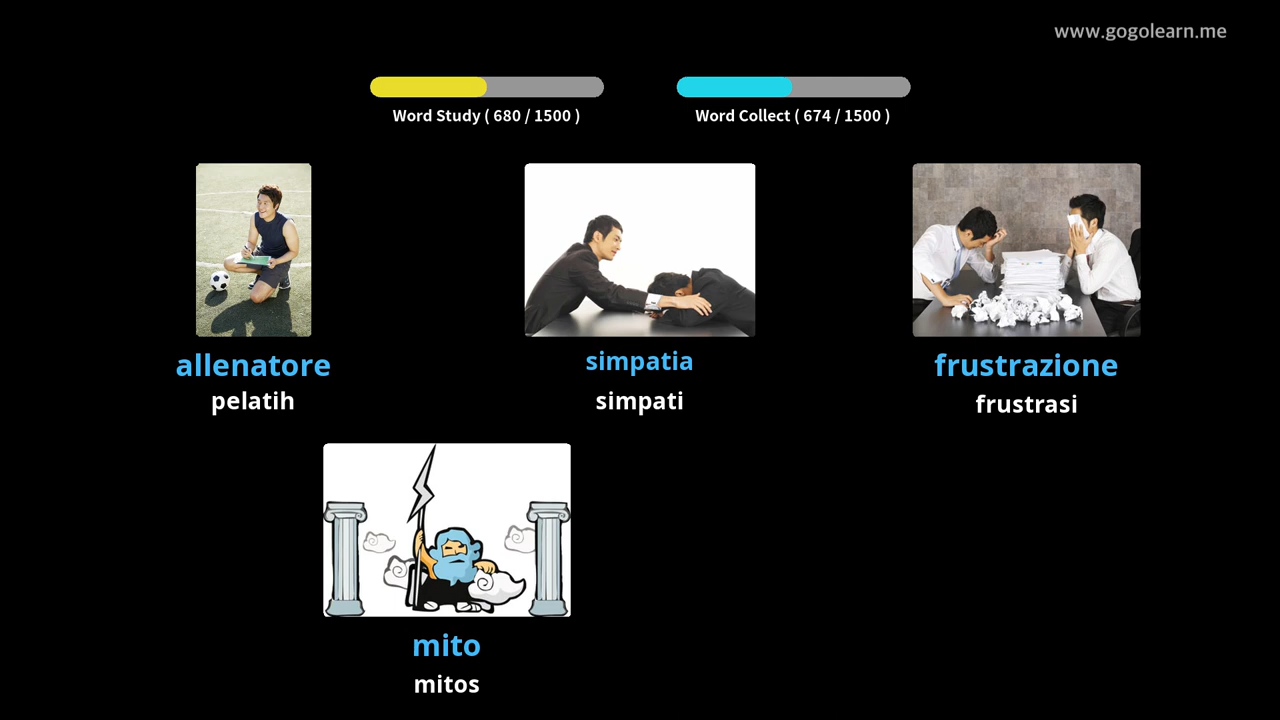 www.gogolearn.me
Word Study ( 680 / 1500 )
Word Collect ( 674 / 1500 )
allenatore
pelatih
simpatia
simpati
frustrazione
frustrasi
mito
mitos